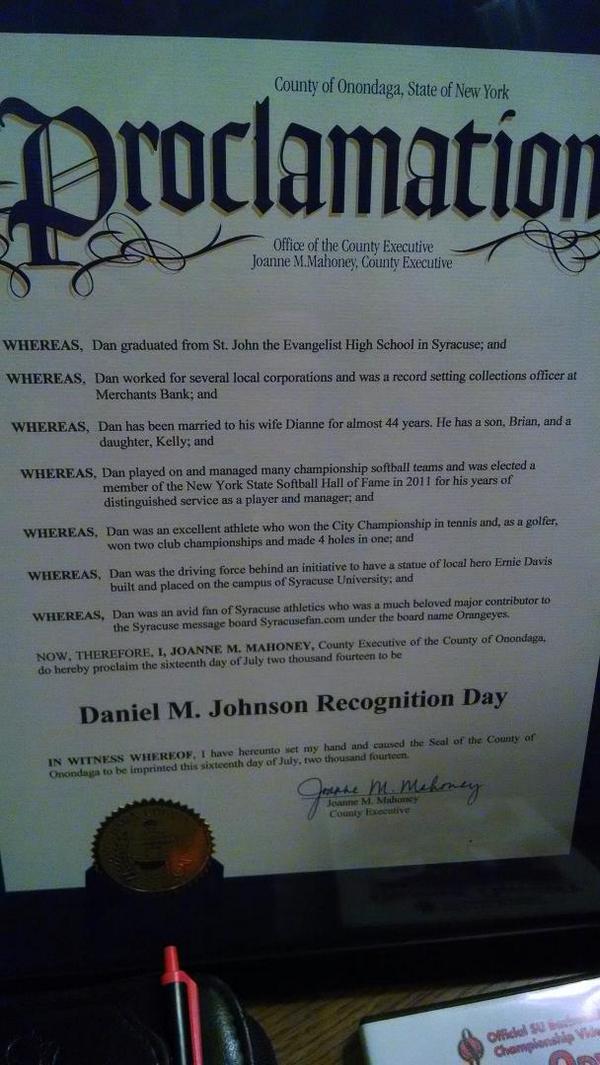 County of Onondaga, State of New York
Proclamation
Office of the County Executive
Joanne M.Mahoney, County Executive
WHEREAS, Dan graduated from St. John the Evangelist High School in Syracuse; and
WHEREAS, Dan worked for several local corporations and was a record setting collections officer at
Merchants Bank; and
WHEREAS, Dan has been married to his wife Dianne for almost 44 years. He has a son, Brian, and a
daughter, Kelly; and
WHEREAS, Dan played on and managed many championship softball teams and was elected a
member of the New York State Softball Hall of Fame in 2011 for his years of
distinguished service as a player and manager; and
WHEREAS, Dan was an excellent athlete who won the City Championship in tennis and, as a golfer,
won two club championships and made 4 holes in one; and
WHEREAS, Dan was the driving force behind an initiative to have a statue of local hero Ernie Davis
built and placed on the campus of Syracuse University; and
WHEREAS, Dan was an avid fan of Syracuse athletics who was a much beloved major contributor to
the Syracuse message board Syracusefan.com under the board name Orangeyes.
NOW, THEREFORE, I, JOANNE M. MAHONEY, County Executive of the County of Onondaga,
do hereby proclaim the sixteenth day of July two thousand fourteen to be
Daniel M. Johnson Recognition Day
IN WITNESS WHEREOF, I have hereunto set my hand and caused the Seal of the County of
Onondaga to be imprinted this sixteenth day of July, two thousand fourteen.
Joanne M. Mahoney
Joanne M. Mahoney
County Executive
Official SU
Championship